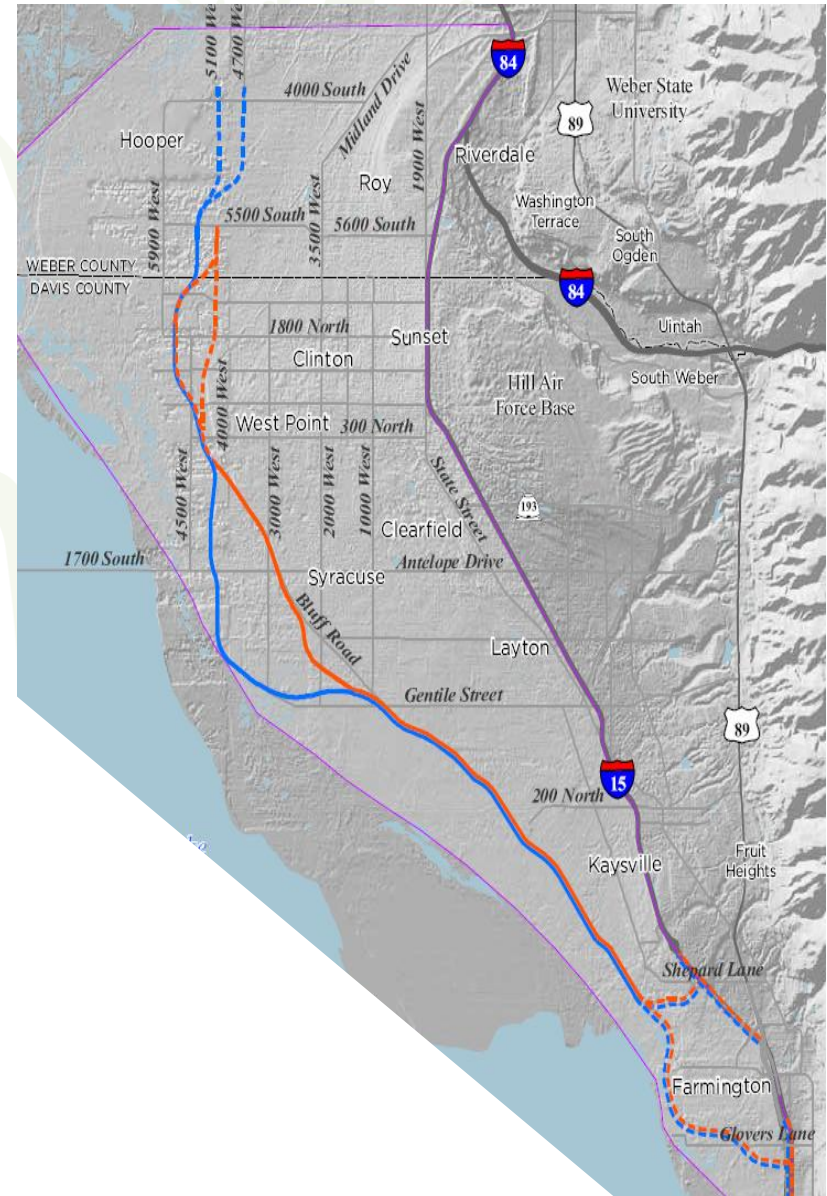 5100 West
4700 West
84
4000 South
Midland Drive
Weber State
University
89
Hooper
1900 West
Riverdale
Roy
Washington
Terrace
5900 West
5500 South
3500 West
5600 South
South
Ogden
WEBER COUNTY
DAVIS COUNTY
84
1800 North
Sunset
Uintah
Clinton
South Weber
Hill Air
Force Base
4000 West
West Point
300 North
4500 West
3000 West
2000 West
1000 West
State Street
193
Clearfield
1700 South
Antelope Drive
Syracuse
Bluff Road
Layton
Gentile Street
89
15
200 North
Kaysville
Fruit
Heights
Shepard Lane
Farmington
Glovers Lane